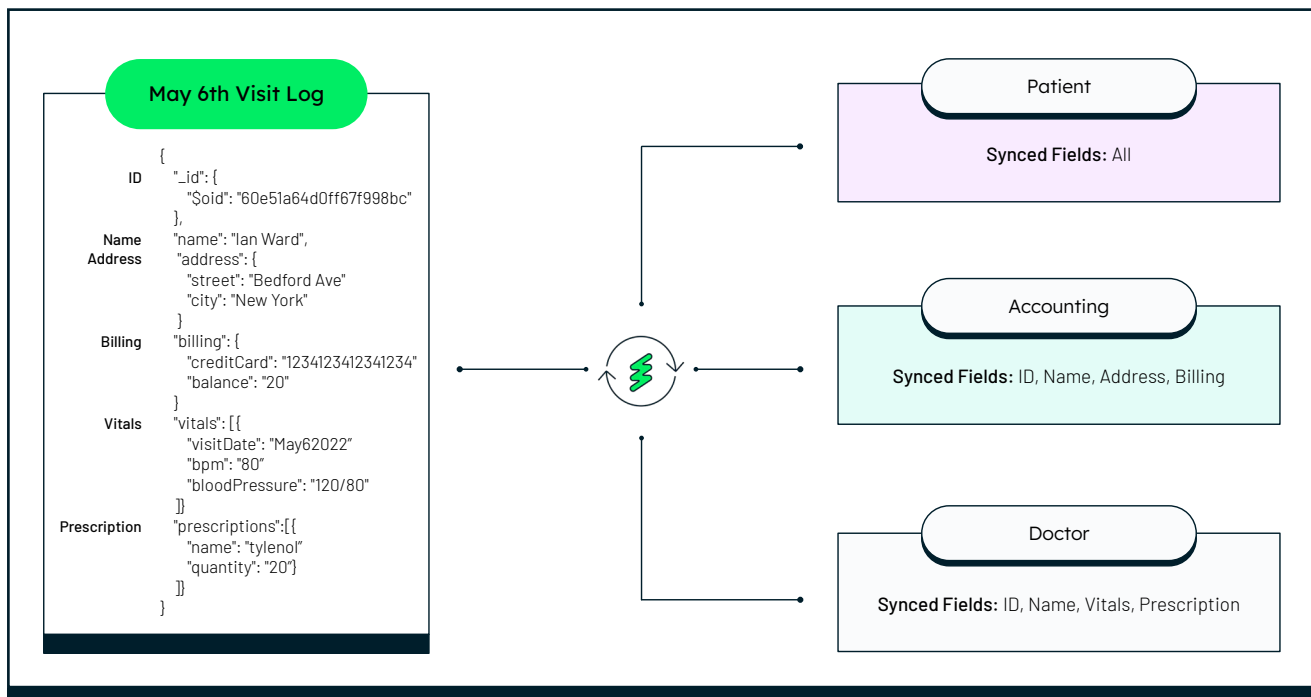 May 6th Visit Log
{
ID "_id": {
"$oid": "60e51a64d0ff67f998bc"
},
Name "name": "Ian Ward",
Address "address": {
"street": "Bedford Ave"
"city": "New York"
}
Billing "billing": {
"creditCard": "1234123412341234"
"balance": "20"
}
Vitals "vitals": [{
"visitDate": "May62022”
"bpm": "80”
"bloodPressure": "120/80"
]}
Prescription "prescriptions":[{
"name": "tylenol”
"quantity": "20”}
]}
}
Patient
Synced Fields: All
Accounting
Synced Fields: ID, Name, Address, Billing
Doctor
Synced Fields: ID, Name, Vitals, Prescription